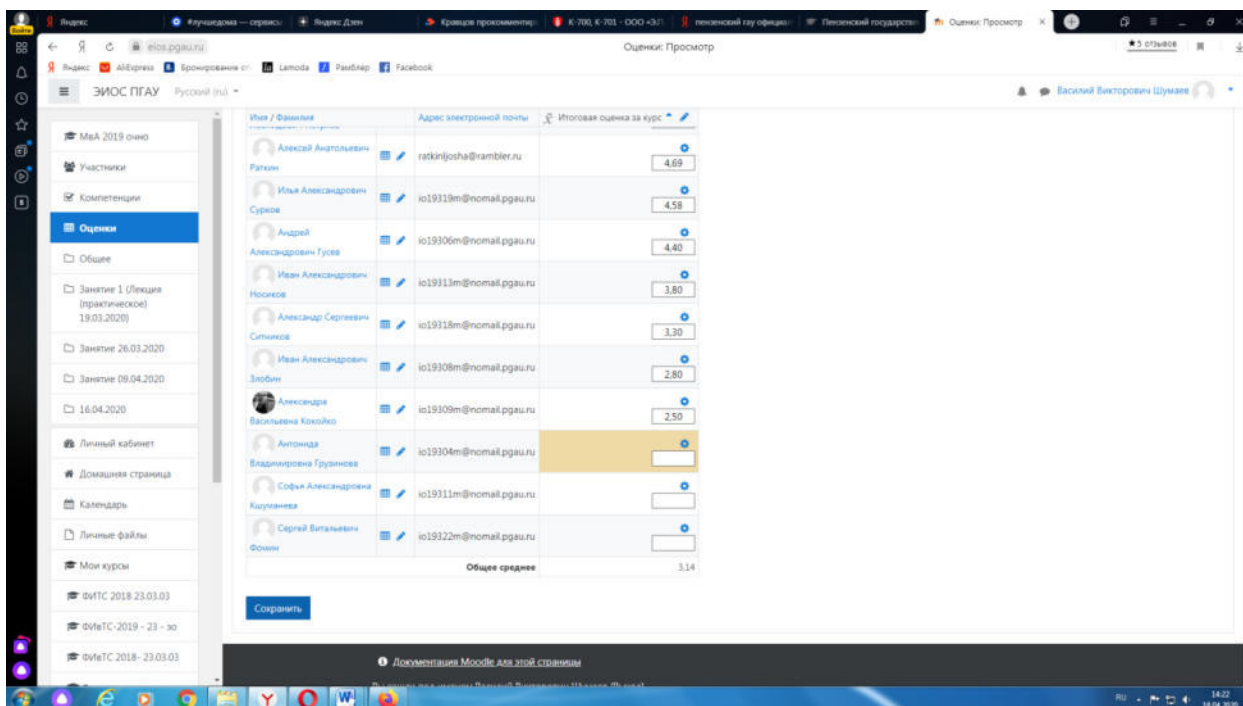 Войти
Яндекс
#лучшедома — сервисы
Яндекс.Дзен
Кравцов прокомментир
К-700, К-701 - ООО «ЭЛ
пензенский гау официал
Пензенский государстве
Оценки: Просмотр
elos.pgau.ru
Оценки: Просмотр
★5 отзывов
Яндекс
AliExpress
Бронирование от
Lamoda
Рамблер
Facebook
ЭИОС ПГАУ
Русский (ru)
Василий Викторович Шумаев
МвА 2019 очно
Участники
Компетенции
Оценки
Общее
Занятие 1 (Лекция
(практическое)
19.03.2020)
Занятие 26.03.2020
Занятие 09.04.2020
16.04.2020
Личный кабинет
Домашняя страница
Календарь
Личные файлы
Мои курсы
ФИТС 2018 23.03.03
ФИеТС-2019 - 23 - зо
ФИеТС 2018- 23.03.03
Имя / Фамилия
Адрес электронной почты
Итоговая оценка за курс
Алексей Анатольевич
Раткин
ratkinljosha@rambler.ru
4,69
Илья Александрович
Сурков
io19319m@nomail.pgau.ru
4,58
Андрей
Александрович Гусев
io19306m@nomail.pgau.ru
4,40
Иван Александрович
Носиков
io19313m@nomail.pgau.ru
3,80
Александр Сергеевич
Ситников
io19318m@nomail.pgau.ru
3,30
Иван Александрович
Злобин
io19308m@nomail.pgau.ru
2,80
Александра
Васильевна Кокойко
io19309m@nomail.pgau.ru
2,50
Антонида
Владимировна Грузинова
io19304m@nomail.pgau.ru
Софья Александровна
Кшуманева
io19311m@nomail.pgau.ru
Сергей Витальевич
Фомин
io19322m@nomail.pgau.ru
Общее среднее
3,14
Сохранить
Документация Moodle для этой страницы
RU
14:22